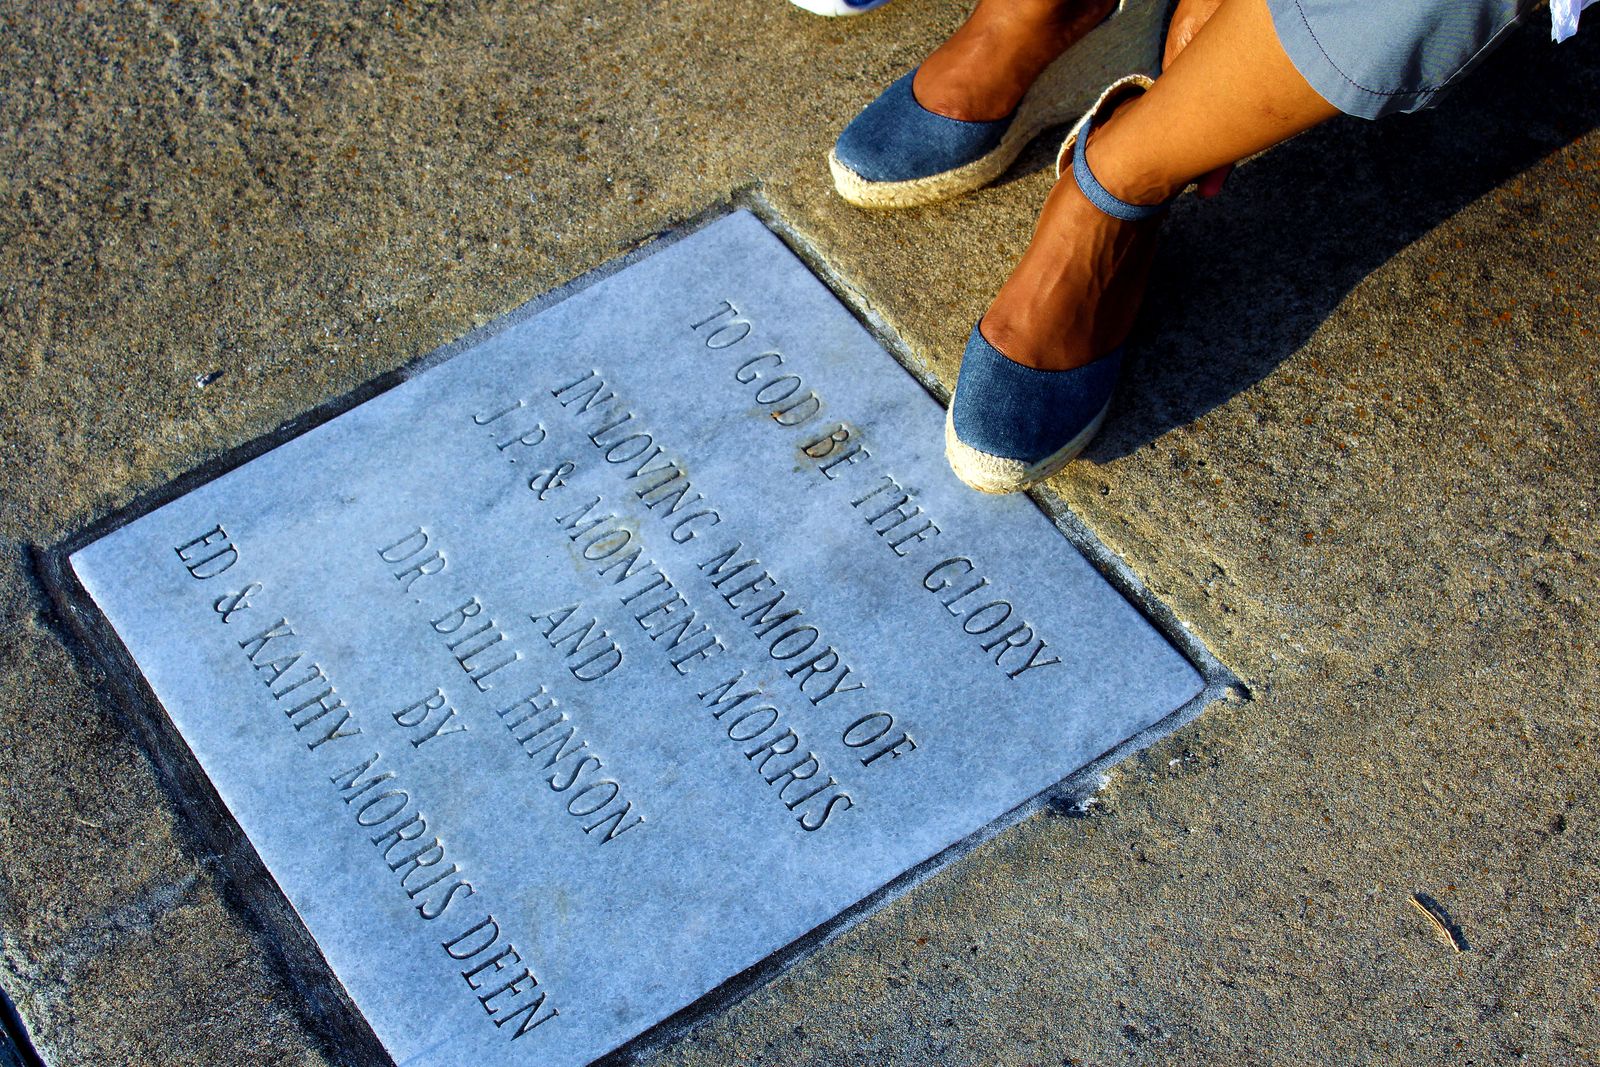 TO GOD BE THE GLORY
IN LOVING MEMORY OF
J.P. & MONTENE MORRIS
AND
DR. BILL HINSON
BY
ED & KATHY MORRIS DEEN